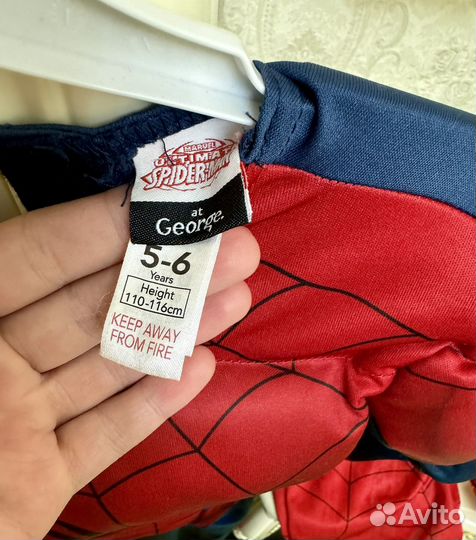 MARVEL
ULTIMATE
SPIDER-MAN
at
George.
5-6
Years
Height
110-116cm
KEEP AWAY
FROM FIRE
Avito